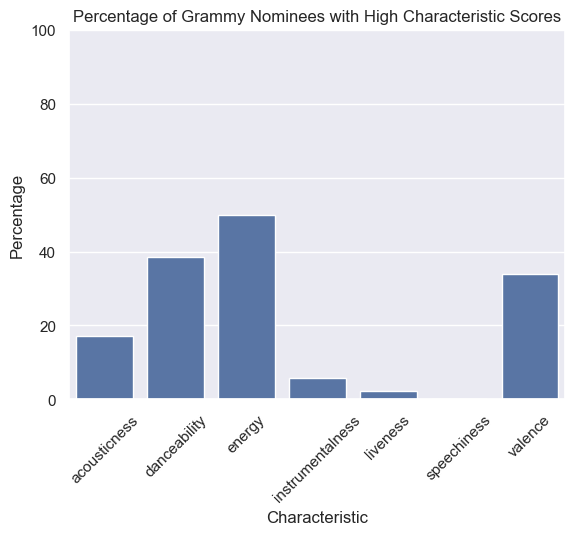 Percentage of Grammy Nominees with High Characteristic Scores
100
80
60
40
20
0
Percentage
acousticness
danceability
energy
instrumentalness
liveness
speechiness
valence
Characteristic